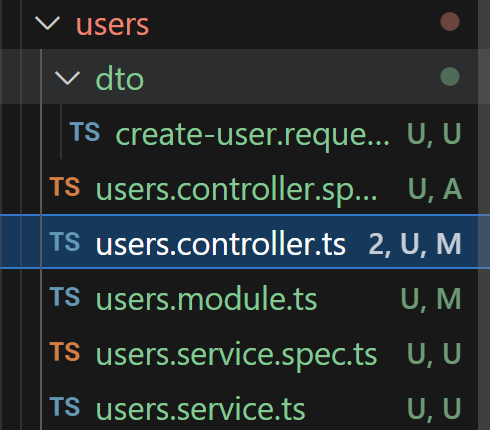 users
dto
TS create-user.reque... U, U
TS users.controller.sp... U, A
TS users.controller.ts 2, U, M
TS users.module.ts U, M
TS users.service.spec.ts U, U
TS users.service.ts U, U